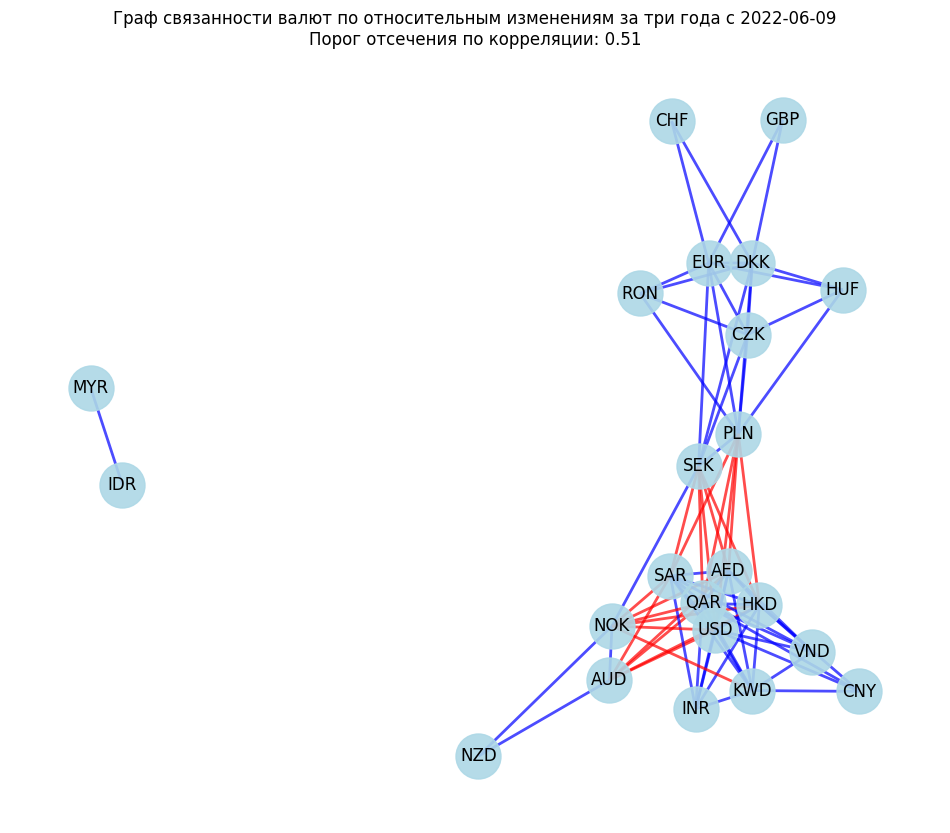 Граф связанности валют по относительным изменениям за три года с 2022-06-09
Порог отсечения по корреляции: 0.51
CHF
GBP
EUR
DKK
RON
HUF
CZK
MYR
PLN
SEK
IDR
SAR
AED
QAR
HKD
NOK
USD
VND
AUD
KWD
CNY
INR
NZD